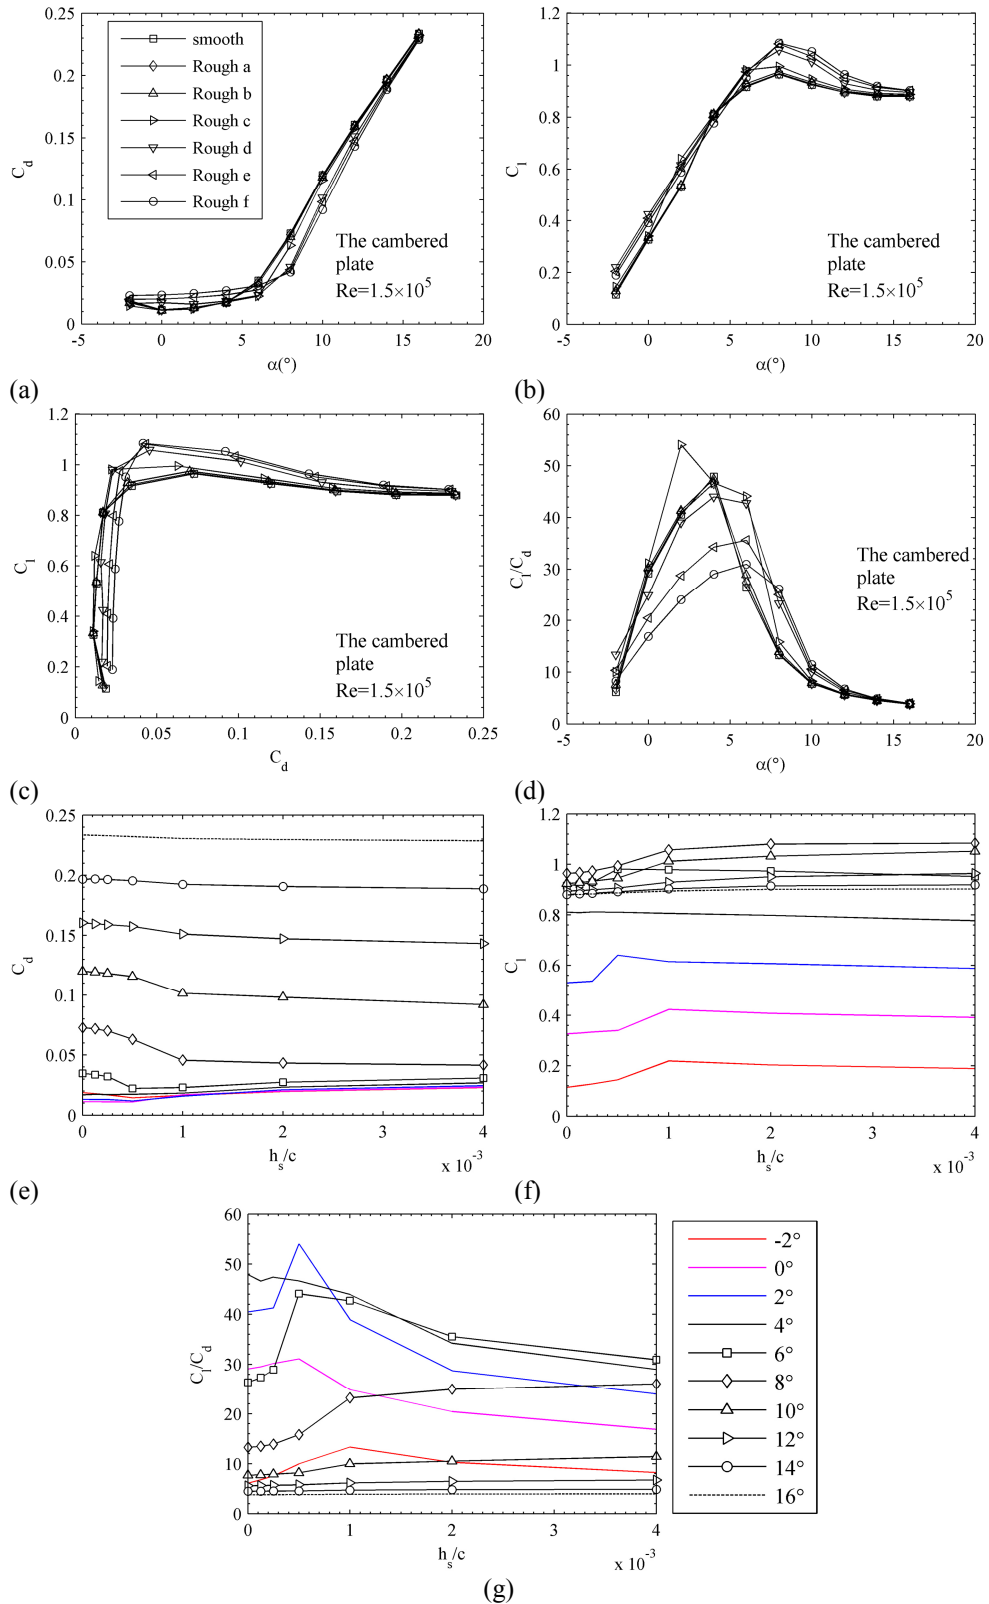 0.25
0.2
0.15
0.1
0.05
0
C_d
-5 0 5 10 15 20
α(°)
smooth
Rough a
Rough b
Rough c
Rough d
Rough e
Rough f
The cambered
plate
Re=1.5×10^5
(a)
1.2
1
0.8
0.6
0.4
0.2
0
C_l
-5 0 5 10 15 20
α(°)
The cambered
plate
Re=1.5×10^5
(b)
1.2
1
0.8
0.6
0.4
0.2
0
C_l
0 0.05 0.1 0.15 0.2 0.25
C_d
The cambered
plate
Re=1.5×10^5
(c)
60
50
40
30
20
10
0
C_l/C_d
-5 0 5 10 15 20
α(°)
The cambered
plate
Re=1.5×10^5
(d)
0.25
0.2
0.15
0.1
0.05
0
C_d
0 1 2 3 4
h_s/c
x 10^-3
(e)
1.2
1
0.8
0.6
0.4
0.2
0
C_l
0 1 2 3 4
h_s/c
x 10^-3
(f)
60
50
40
30
20
10
0
C_l/C_d
0 1 2 3 4
h_s/c
x 10^-3
-2°
0°
2°
4°
6°
8°
10°
12°
14°
16°
(g)